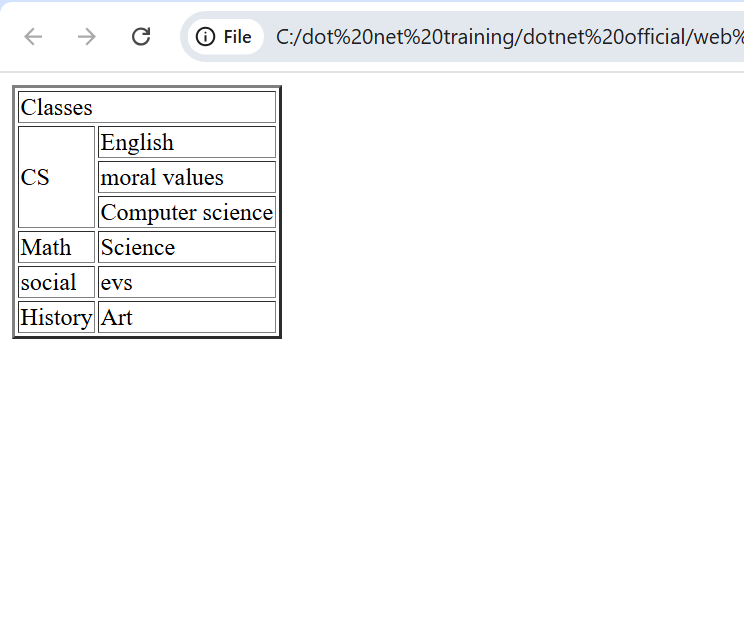 File C:/dot%20net%20training/dotnet%20official/web%
Classes
CS English
moral values
Computer science
Math Science
social evs
History Art